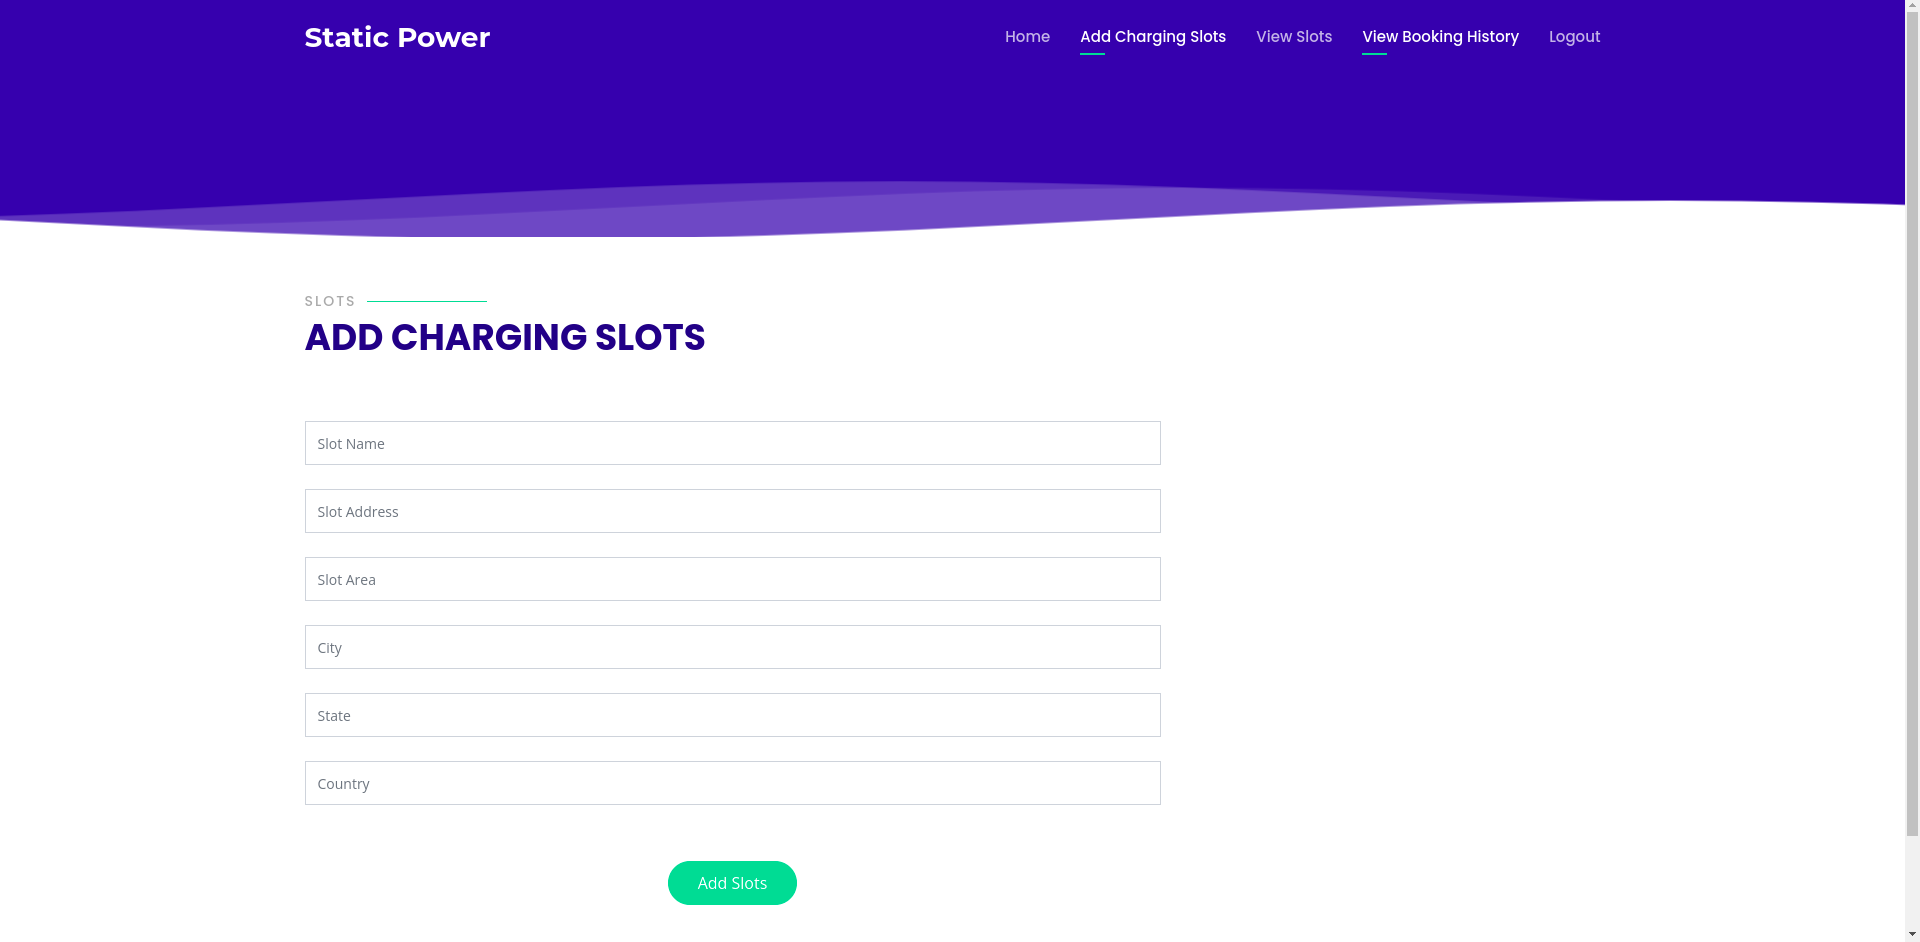 Static Power
Home Add Charging Slots View Slots View Booking History Logout
SLOTS
ADD CHARGING SLOTS
Slot Name
Slot Address
Slot Area
City
State
Country
Add Slots